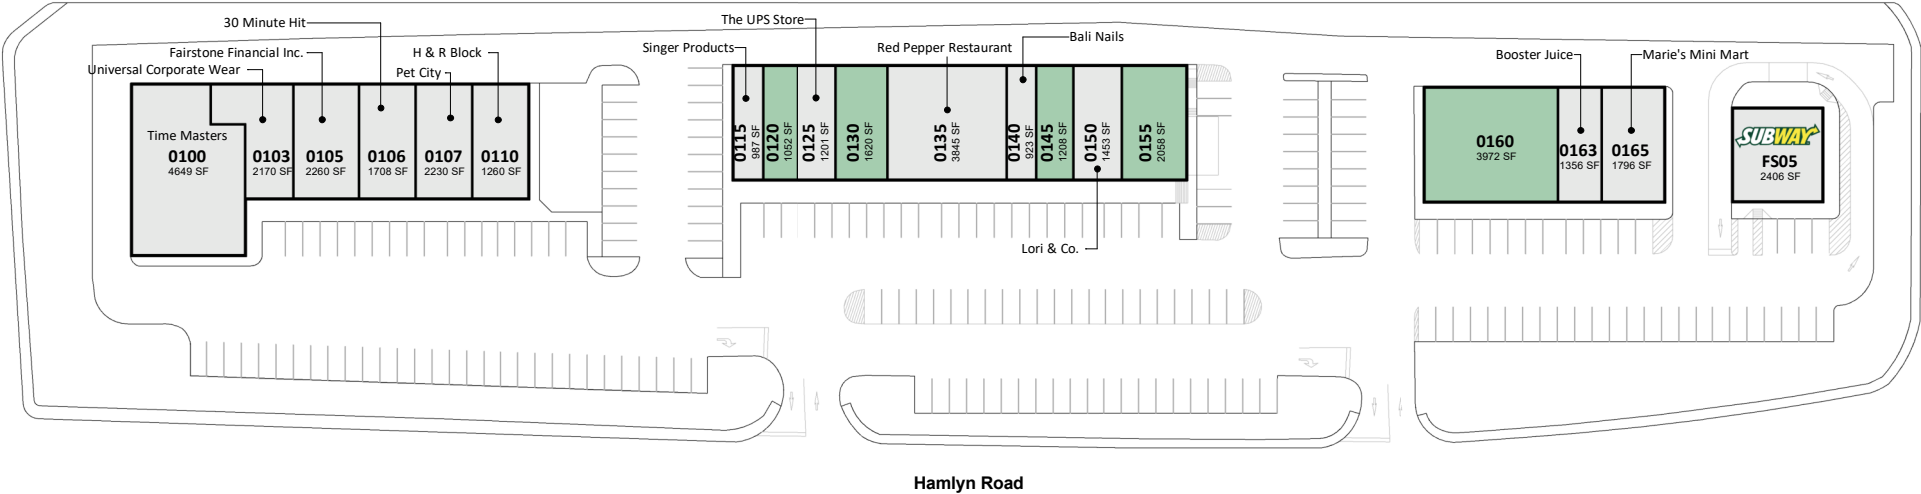 30 Minute Hit
Fairstone Financial Inc.
H & R Block
Universal Corporate Wear
Pet City
Time Masters
0100
4649 SF
0103
2170 SF
0105
2260 SF
0106
1708 SF
0107
2230 SF
0110
1260 SF
The UPS Store
Singer Products
Red Pepper Restaurant
Bali Nails
0115
987 SF
0120
1052 SF
0125
1201 SF
0130
1620 SF
0135
3845 SF
0140
923 SF
0145
1208 SF
0150
1453 SF
0155
2058 SF
Lori & Co.
Booster Juice
Marie's Mini Mart
0160
3972 SF
0163
1356 SF
0165
1796 SF
SUBWAY
FS05
2406 SF
Hamlyn Road